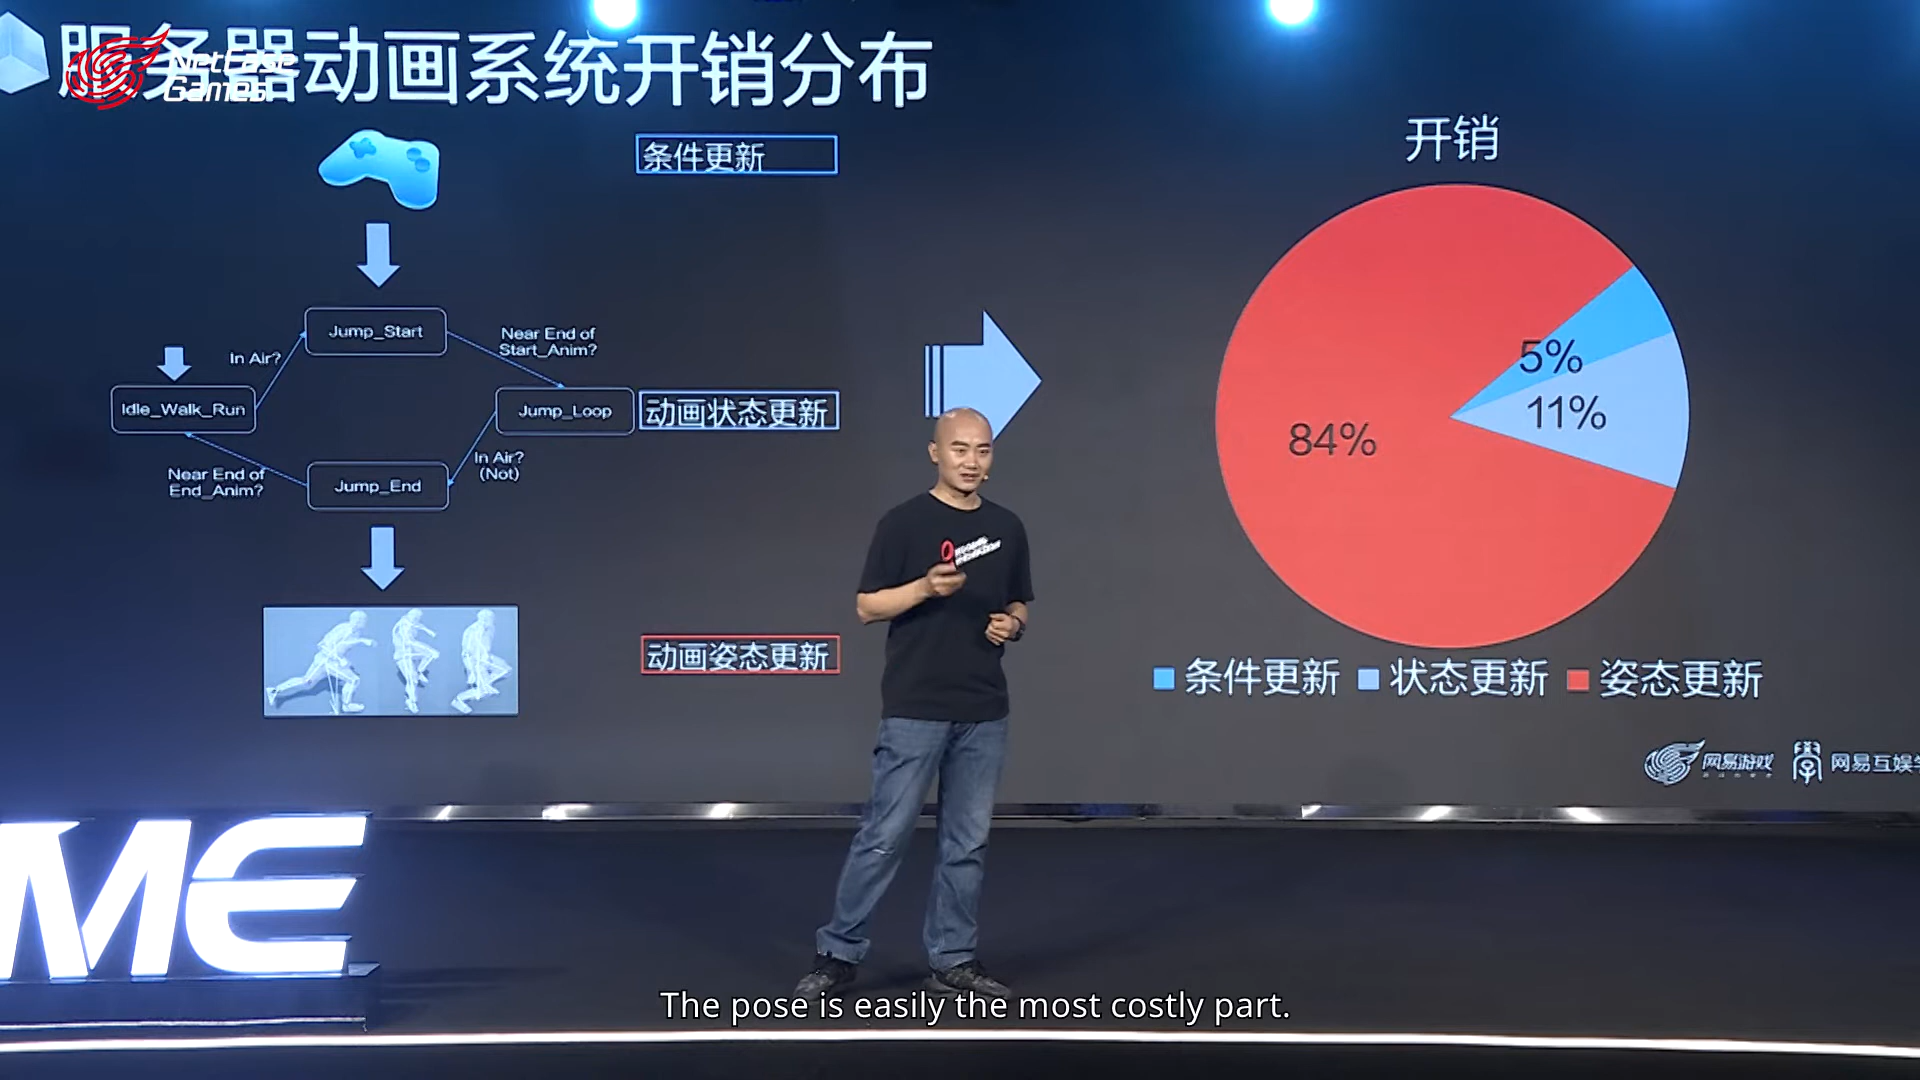 服务器动画系统开销分布
NetEase
Games
条件更新
开销
Jump_Start
Near End of
Start_Anim?
In Air?
Idle_Walk_Run
Jump_Loop
动画状态更新
5%
11%
84%
In Air?
(Not)
Near End of
End_Anim?
Jump_End
动画姿态更新
条件更新 状态更新 姿态更新
网易游戏
网易互娱学
ME
The pose is easily the most costly part.